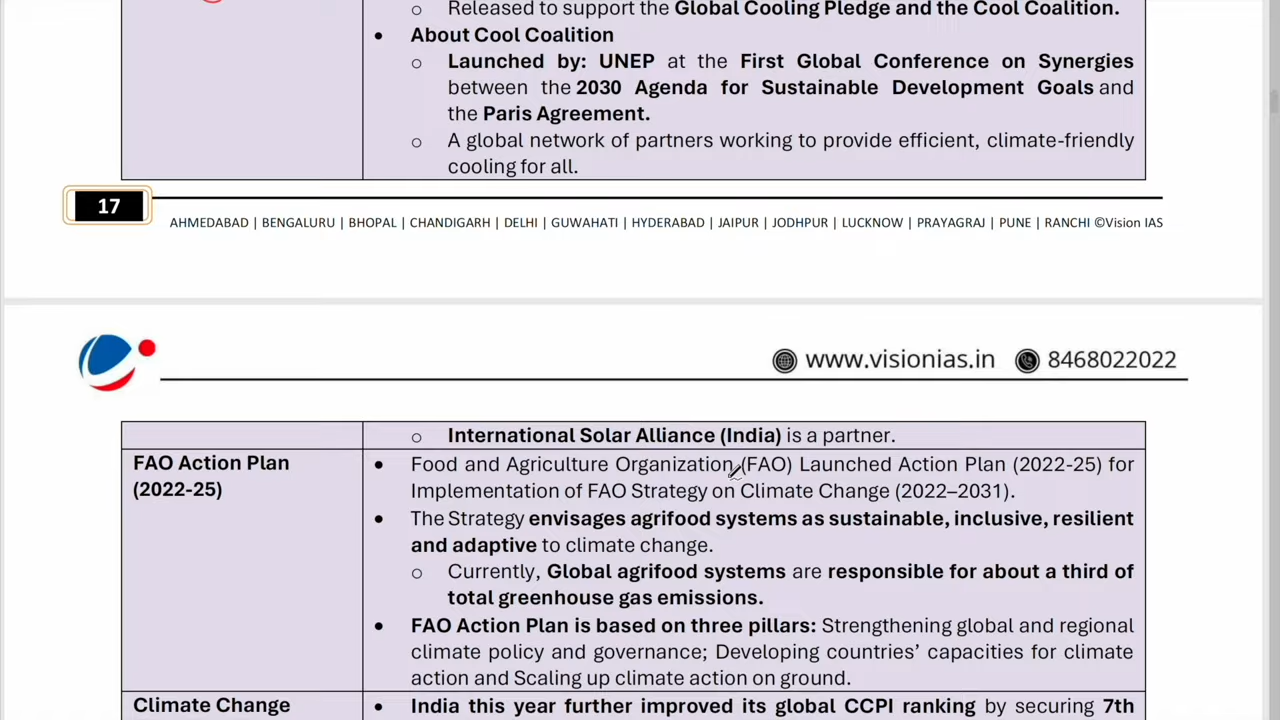 o Released to support the Global Cooling Pledge and the Cool Coalition.
• About Cool Coalition
o Launched by: UNEP at the First Global Conference on Synergies
between the 2030 Agenda for Sustainable Development Goals and
the Paris Agreement.
o A global network of partners working to provide efficient, climate-friendly
cooling for all.
17
AHMEDABAD | BENGALURU | BHOPAL | CHANDIGARH | DELHI | GUWAHATI | HYDERABAD | JAIPUR | JODHPUR | LUCKNOW | PRAYAGRAJ | PUNE | RANCHI ©Vision IAS
www.visionias.in 8468022022
o International Solar Alliance (India) is a partner.
FAO Action Plan
(2022-25)
• Food and Agriculture Organization (FAO) Launched Action Plan (2022-25) for
Implementation of FAO Strategy on Climate Change (2022–2031).
• The Strategy envisages agrifood systems as sustainable, inclusive, resilient
and adaptive to climate change.
o Currently, Global agrifood systems are responsible for about a third of
total greenhouse gas emissions.
• FAO Action Plan is based on three pillars: Strengthening global and regional
climate policy and governance; Developing countries’ capacities for climate
action and Scaling up climate action on ground.
Climate Change
• India this year further improved its global CCPI ranking by securing 7th